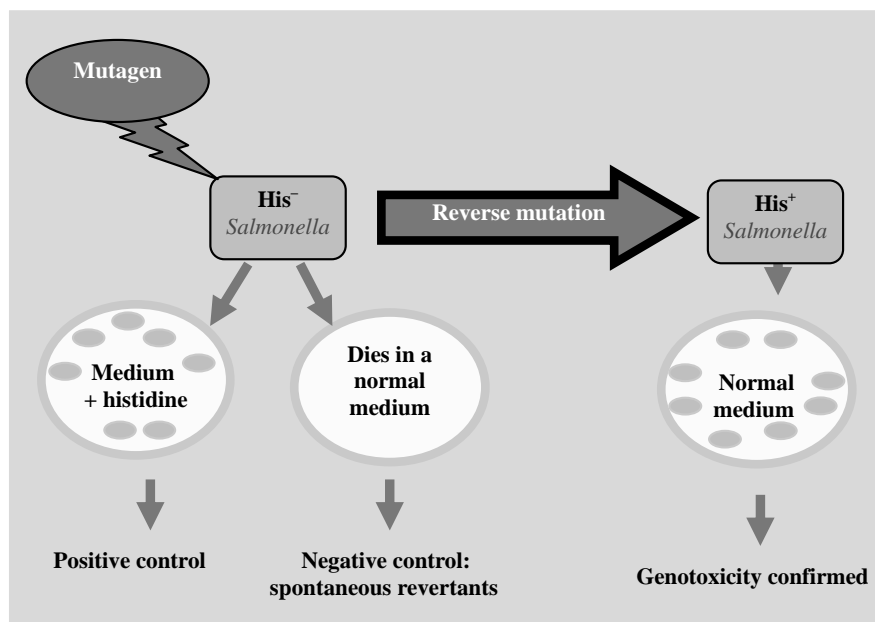 Mutagen
His⁻
Salmonella
Reverse mutation
His⁺
Salmonella
Medium
+ histidine
Dies in a
normal
medium
Normal
medium
Positive control
Negative control:
spontaneous revertants
Genotoxicity confirmed